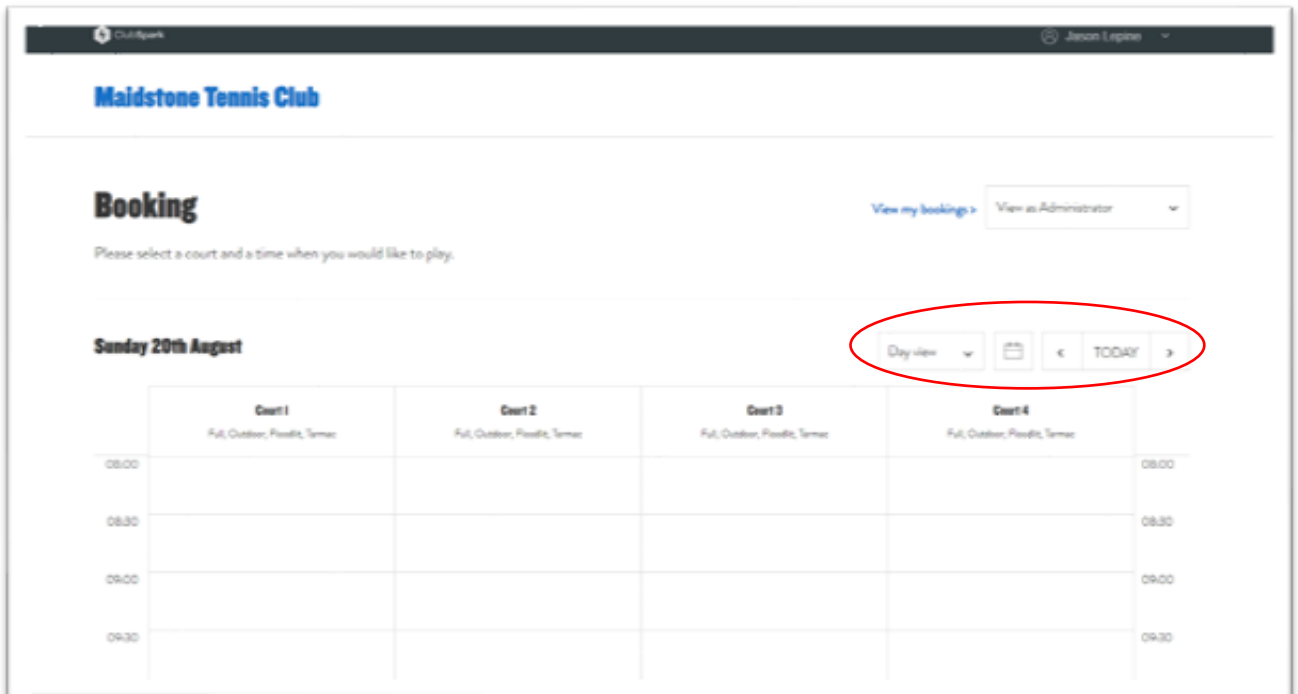 ClubSpark Jason Lepine
Maidstone Tennis Club
Booking
View my bookings > View as Administrator
Please select a court and a time when you would like to play.
Sunday 20th August
Day view < TODAY >
Court 1 Court 2 Court 3 Court 4
Full, Outdoor, Floodlit, Tarmac Full, Outdoor, Floodlit, Tarmac Full, Outdoor, Floodlit, Tarmac Full, Outdoor, Floodlit, Tarmac
08:00 08:00
08:30 08:30
09:00 09:00
09:30 09:30